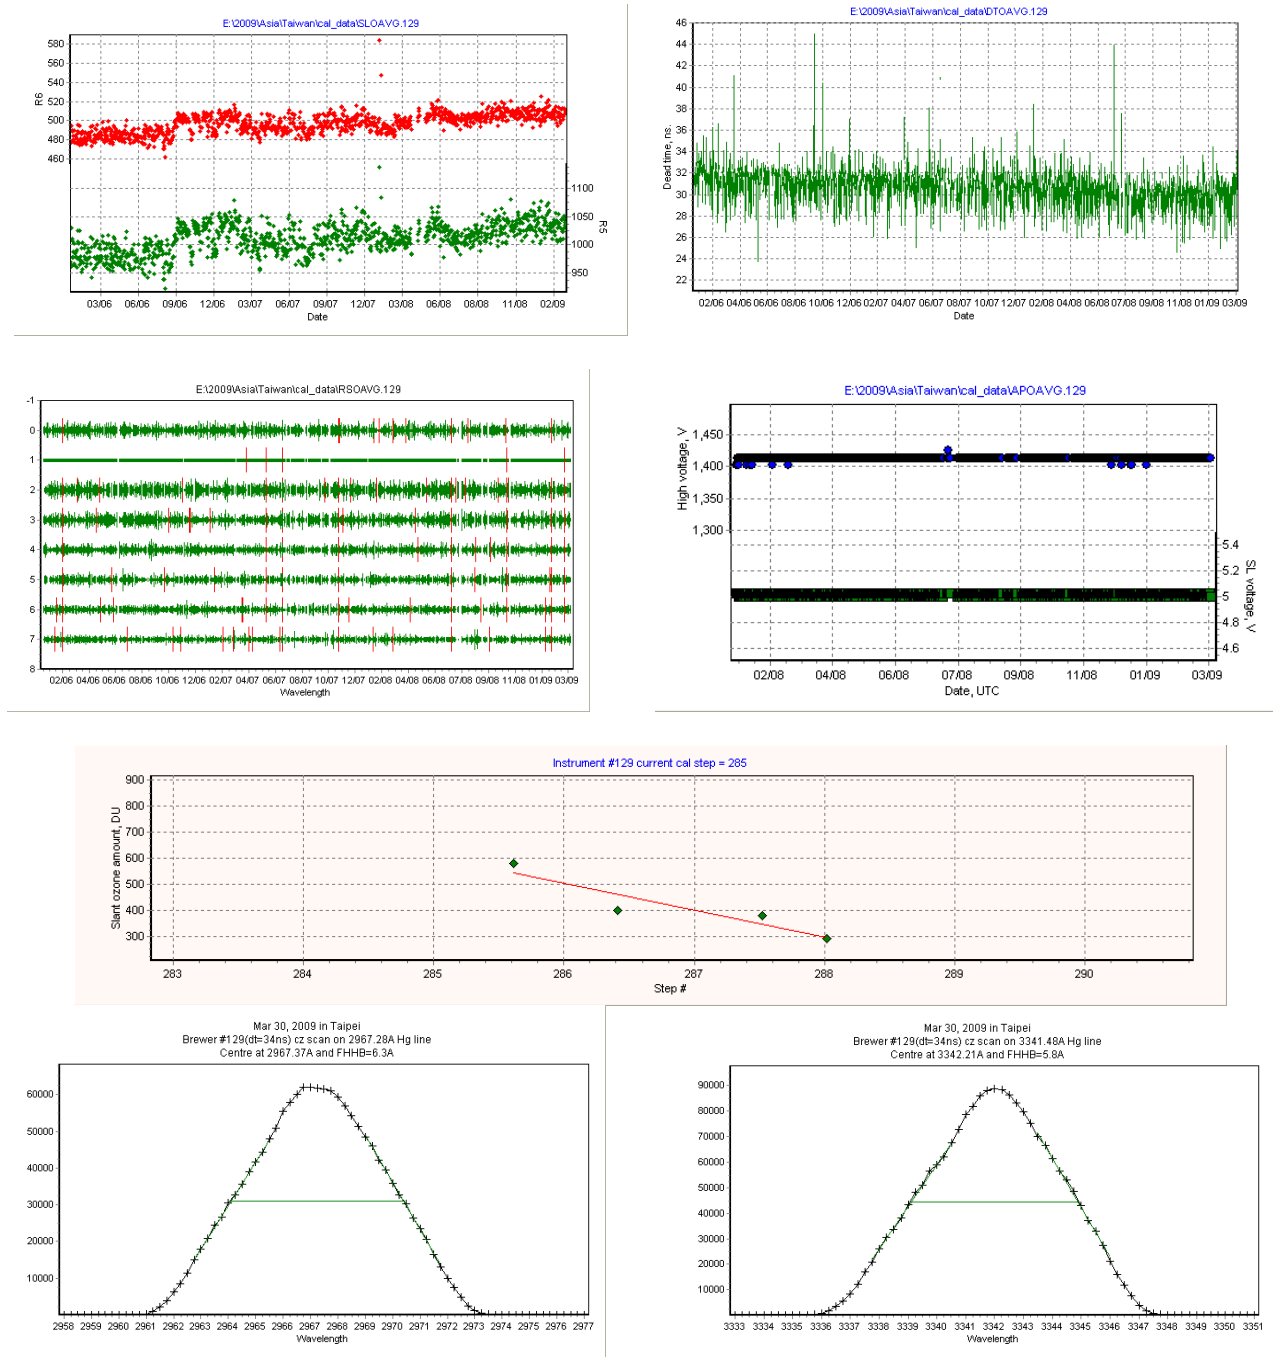 E:\2009\Asia\Taiwan\cal_data\SLOAVG.129
580
560
540
520
500
480
460
R6
1100
1050
1000
950
R5
03/06 06/06 09/06 12/06 03/07 06/07 09/07 12/07 03/08 06/08 08/08 11/08 02/09
Date
E:\2009\Asia\Taiwan\cal_data\DTOAVG.129
46
44
42
40
38
36
34
32
30
28
26
24
22
Dead time, ns.
02/06 04/06 06/06 08/06 10/06 12/06 02/07 04/07 06/07 08/07 10/07 12/07 02/08 04/08 06/08 07/08 09/08 11/08 01/09 03/09
Date
E:\2009\Asia\Taiwan\cal_data\RSOAVG.129
-1
0
1
2
3
4
5
6
7
8
02/06 04/06 06/06 08/06 10/06 12/06 02/07 04/07 06/07 08/07 10/07 12/07 02/08 04/08 06/08 07/08 09/08 11/08 01/09 03/09
Wavelength
E:\2009\Asia\Taiwan\cal_data\APOAVG.129
1,450
1,400
1,350
1,300
High voltage, V
5.4
5.2
5
4.8
4.6
SL voltage, V
02/08 04/08 07/08 09/08 11/08 01/09 03/09
Date, UTC
Instrument #129 current cal step = 285
900
800
700
600
500
400
300
Slant ozone amount, DU
283 284 285 286 287 288 289 290
Step #
Mar 30, 2009 in Taipei
Brewer #129(dt=34ns) cz scan on 2967.28A Hg line
Centre at 2967.37A and FHHB=6.3A
60000
50000
40000
30000
20000
10000
2958 2959 2960 2961 2962 2963 2964 2965 2966 2967 2968 2969 2970 2971 2972 2973 2974 2975 2976 2977
Wavelength
Mar 30, 2009 in Taipei
Brewer #129(dt=34ns) cz scan on 3341.48A Hg line
Centre at 3342.21A and FHHB=5.8A
90000
80000
70000
60000
50000
40000
30000
20000
10000
3333 3334 3335 3336 3337 3338 3339 3340 3341 3342 3343 3344 3345 3346 3347 3348 3349 3350 3351
Wavelength